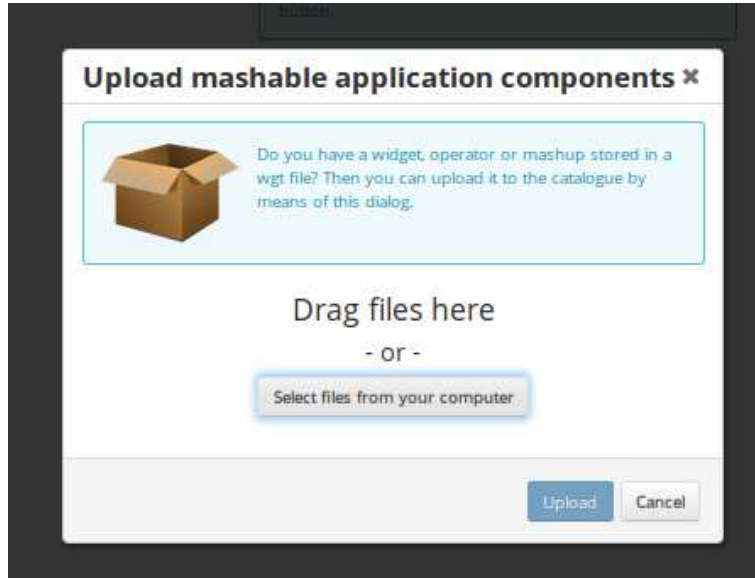 button.
Upload mashable application components ✖
Do you have a widget, operator or mashup stored in a
wgt file? Then you can upload it to the catalogue by
means of this dialog.
Drag files here
- or -
Select files from your computer
Upload Cancel